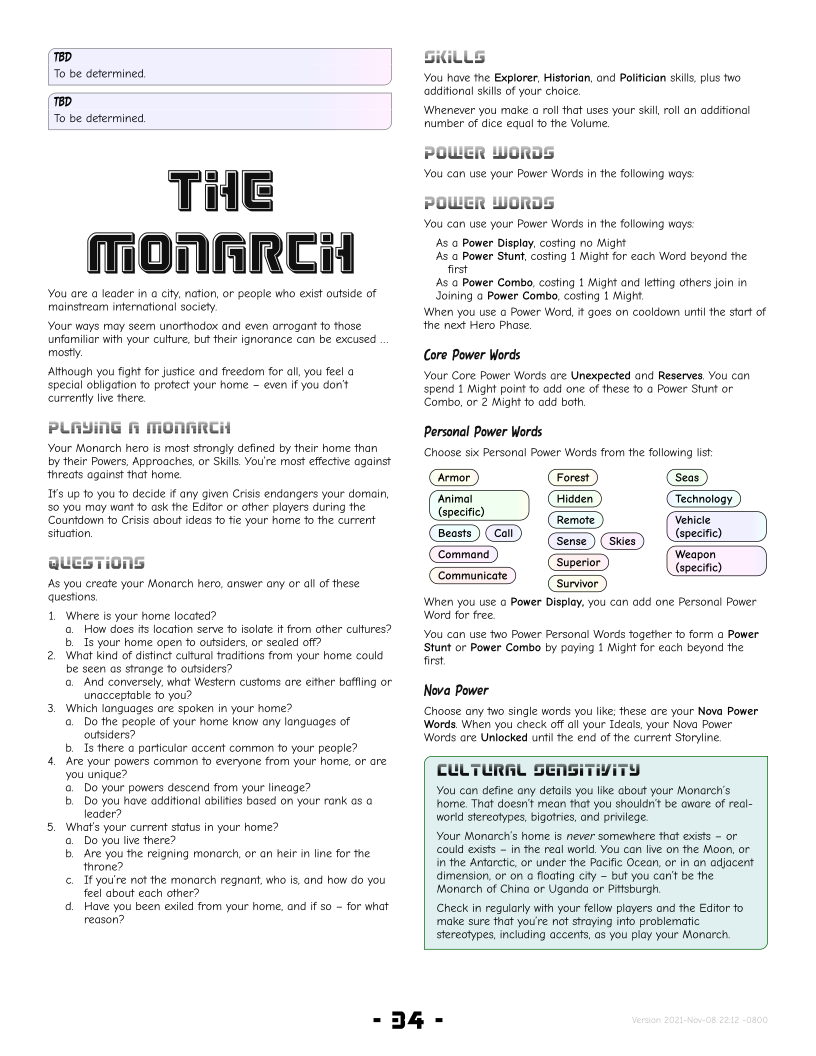 TBD
To be determined.
TBD
To be determined.
THE
MONARCH
You are a leader in a city, nation, or people who exist outside of
mainstream international society.
Your ways may seem unorthodox and even arrogant to those
unfamiliar with your culture, but their ignorance can be excused ...
mostly.
Although you fight for justice and freedom for all, you feel a
special obligation to protect your home – even if you don't
currently live there.
PLAYING A MONARCH
Your Monarch hero is most strongly defined by their home than
by their Powers, Approaches, or Skills. You're most effective against
threats against that home.
It's up to you to decide if any given Crisis endangers your domain,
so you may want to ask the Editor or other players during the
Countdown to Crisis about ideas to tie your home to the current
situation.
QUESTIONS
As you create your Monarch hero, answer any or all of these
questions.
1. Where is your home located?
a. How does its location serve to isolate it from other cultures?
b. Is your home open to outsiders, or sealed off?
2. What kind of distinct cultural traditions from your home could
be seen as strange to outsiders?
a. And conversely, what Western customs are either baffling or
unacceptable to you?
3. Which languages are spoken in your home?
a. Do the people of your home know any languages of
outsiders?
b. Is there a particular accent common to your people?
4. Are your powers common to everyone from your home, or are
you unique?
a. Do your powers descend from your lineage?
b. Do you have additional abilities based on your rank as a
leader?
5. What's your current status in your home?
a. Do you live there?
b. Are you the reigning monarch, or an heir in line for the
throne?
c. If you're not the monarch regnant, who is, and how do you
feel about each other?
d. Have you been exiled from your home, and if so – for what
reason?
SKILLS
You have the Explorer, Historian, and Politician skills, plus two
additional skills of your choice.
Whenever you make a roll that uses your skill, roll an additional
number of dice equal to the Volume.
POWER WORDS
You can use your Power Words in the following ways:
POWER WORDS
You can use your Power Words in the following ways:
As a Power Display, costing no Might
As a Power Stunt, costing 1 Might for each Word beyond the
first
As a Power Combo, costing 1 Might and letting others join in
Joining a Power Combo, costing 1 Might.
When you use a Power Word, it goes on cooldown until the start of
the next Hero Phase.
Core Power Words
Your Core Power Words are Unexpected and Reserves. You can
spend 1 Might point to add one of these to a Power Stunt or
Combo, or 2 Might to add both.
Personal Power Words
Choose six Personal Power Words from the following list:
Armor
Animal
(specific)
Beasts Call
Command
Communicate
Forest
Hidden
Remote
Sense Skies
Superior
Survivor
Seas
Technology
Vehicle
(specific)
Weapon
(specific)
When you use a Power Display, you can add one Personal Power
Word for free.
You can use two Power Personal Words together to form a Power
Stunt or Power Combo by paying 1 Might for each beyond the
first.
Nova Power
Choose any two single words you like; these are your Nova Power
Words. When you check off all your Ideals, your Nova Power
Words are Unlocked until the end of the current Storyline.
CULTURAL SENSITIVITY
You can define any details you like about your Monarch's
home. That doesn't mean that you shouldn't be aware of real-
world stereotypes, bigotries, and privilege.
Your Monarch's home is never somewhere that exists – or
could exists – in the real world. You can live on the Moon, or
in the Antarctic, or under the Pacific Ocean, or in an adjacent
dimension, or on a floating city – but you can't be the
Monarch of China or Uganda or Pittsburgh.
Check in regularly with your fellow players and the Editor to
make sure that you're not straying into problematic
stereotypes, including accents, as you play your Monarch.
- 34 -
Version 2021-Nov-08 22:12 -0800